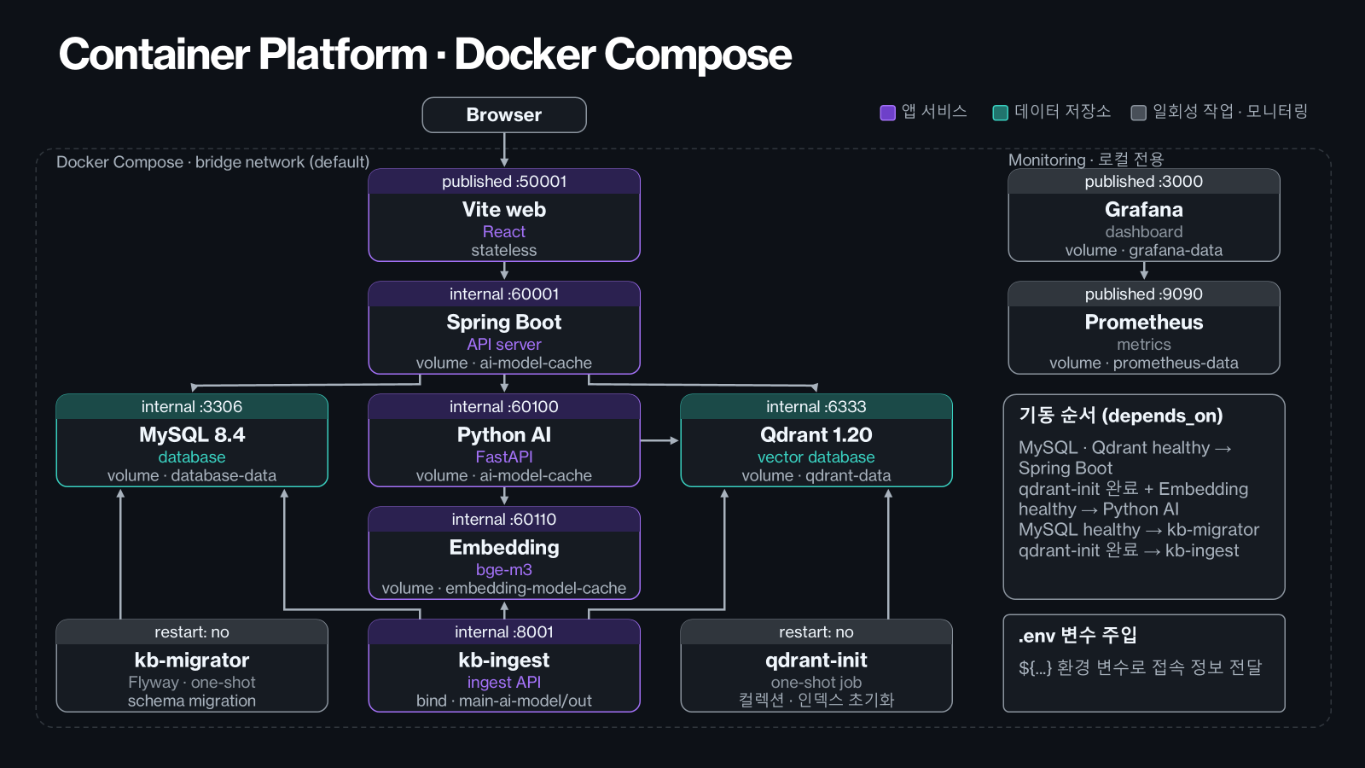 Container Platform · Docker Compose
Browser
앱 서비스
데이터 저장소
일회성 작업 · 모니터링
Docker Compose · bridge network (default)
Monitoring · 로컬 전용
published :50001
Vite web
React
stateless
published :3000
Grafana
dashboard
volume · grafana-data
internal :60001
Spring Boot
API server
volume · ai-model-cache
published :9090
Prometheus
metrics
volume · prometheus-data
internal :3306
MySQL 8.4
database
volume · database-data
internal :60100
Python AI
FastAPI
volume · ai-model-cache
internal :6333
Qdrant 1.20
vector database
volume · qdrant-data
기동 순서 (depends_on)
MySQL · Qdrant healthy →
Spring Boot
qdrant-init 완료 + Embedding
healthy → Python AI
MySQL healthy → kb-migrator
qdrant-init 완료 → kb-ingest
internal :60110
Embedding
bge-m3
volume · embedding-model-cache
restart: no
kb-migrator
Flyway · one-shot
schema migration
internal :8001
kb-ingest
ingest API
bind · main-ai-model/out
restart: no
qdrant-init
one-shot job
컬렉션 · 인덱스 초기화
.env 변수 주입
${...} 환경 변수로 접속 정보 전달